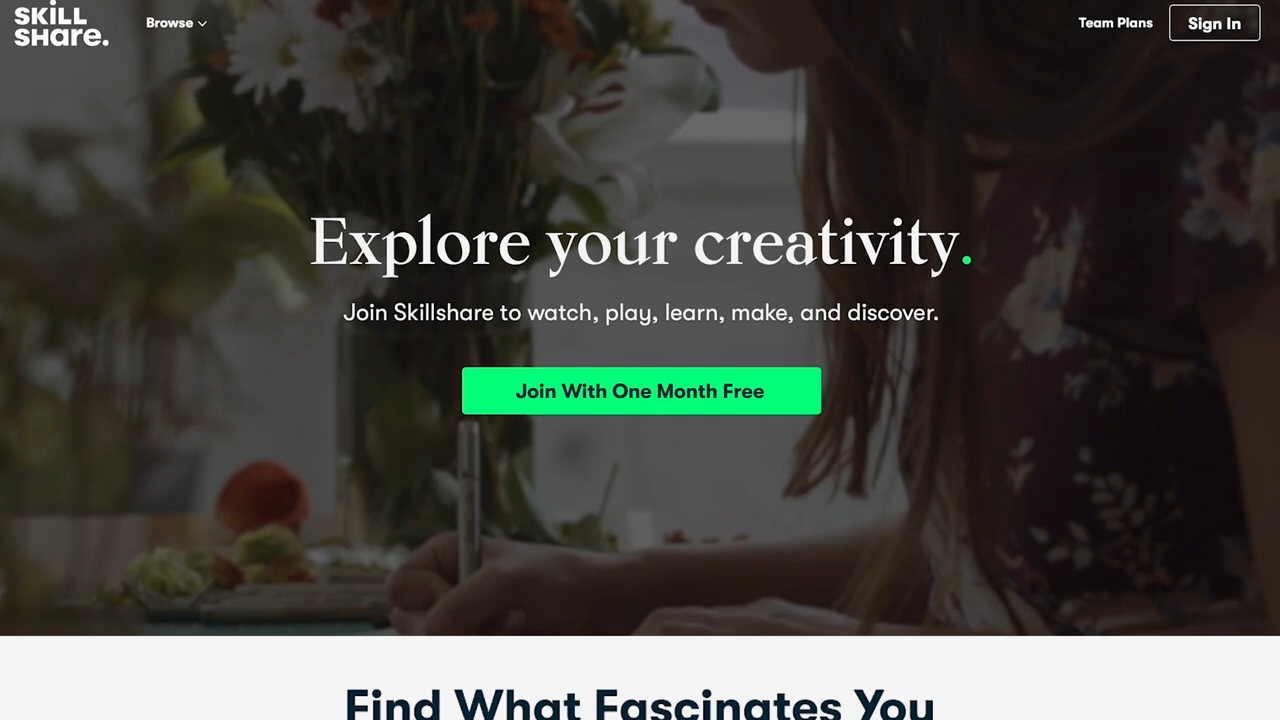 SKiLL
SHare.
Browse
Team Plans
Sign In
Explore your creativity.
Join Skillshare to watch, play, learn, make, and discover.
Join With One Month Free
Find What Fascinates You